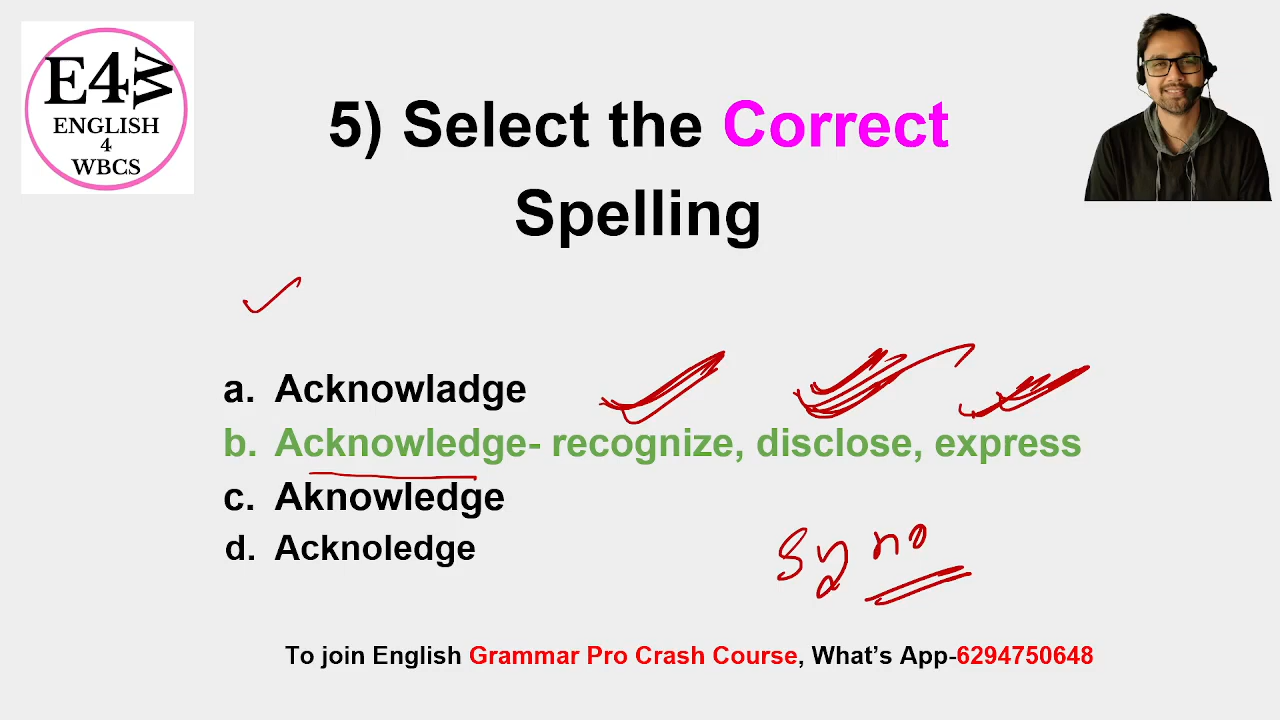 E4W
ENGLISH
4
WBCS
5) Select the Correct
Spelling
a. Acknowladge
b. Acknowledge- recognize, disclose, express
c. Aknowledge
d. Acknoledge
Syno
To join English Grammar Pro Crash Course, What’s App-6294750648